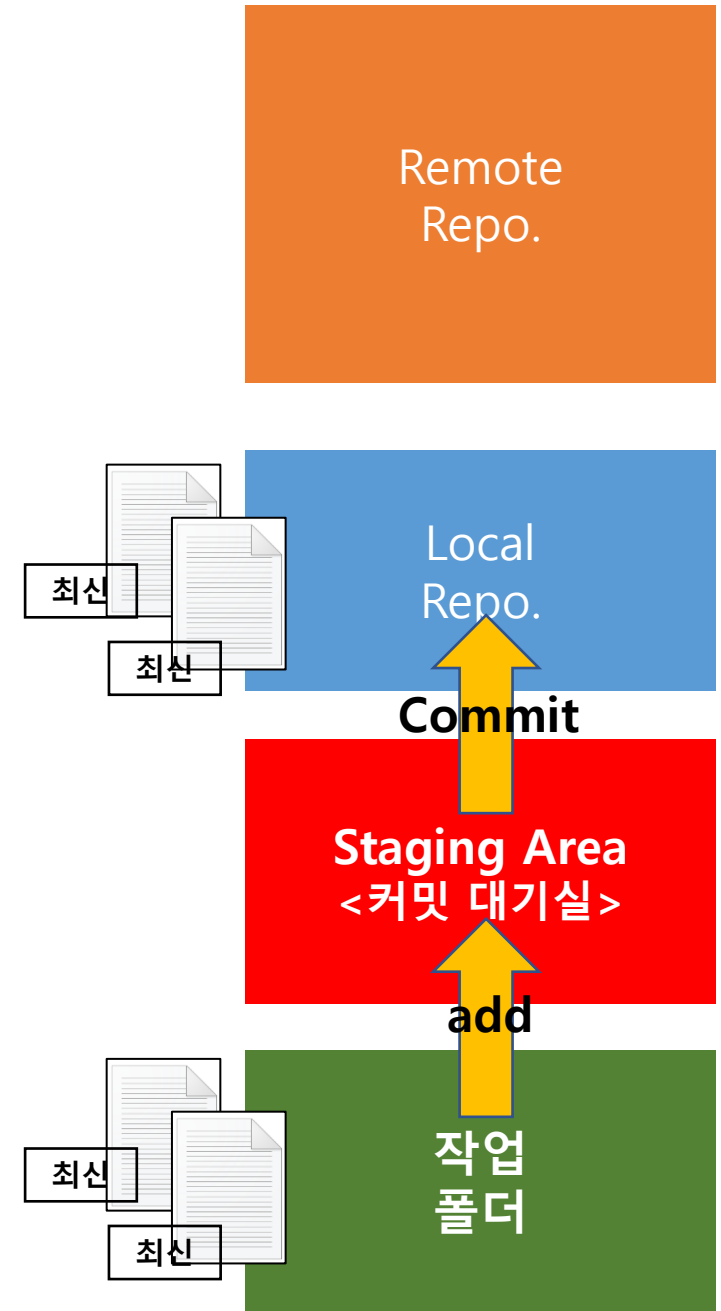 Remote
Repo.
Local
Repo.
최신
최신
Commit
Staging Area
<커밋 대기실>
add
작업
폴더
최신
최신